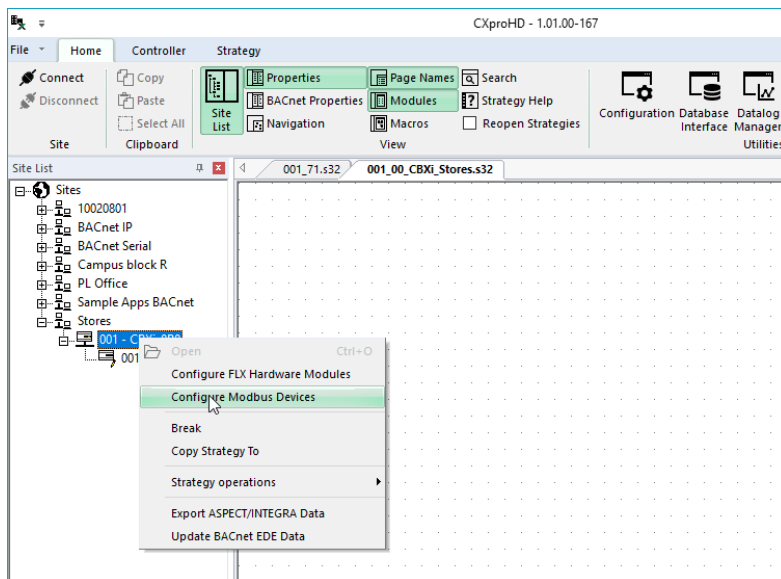 CXproHD - 1.01.00-167
File Home Controller Strategy
Connect Copy Properties Page Names Search
Disconnect Paste BACnet Properties Modules Strategy Help Configuration Database Datalog
Select All Site List Navigation Macros Reopen Strategies Interface Manager
Site Clipboard View Utilities
Site List 001_71.s32 001_00_CBXi_Stores.s32
Sites
10020801
BACnet IP
BACnet Serial
Campus block R
PL Office
Sample Apps BACnet
Stores
001 -
001
Open Ctrl+O
Configure FLX Hardware Modules
Configure Modbus Devices
Break
Copy Strategy To
Strategy operations
Export ASPECT/INTEGRA Data
Update BACnet EDE Data